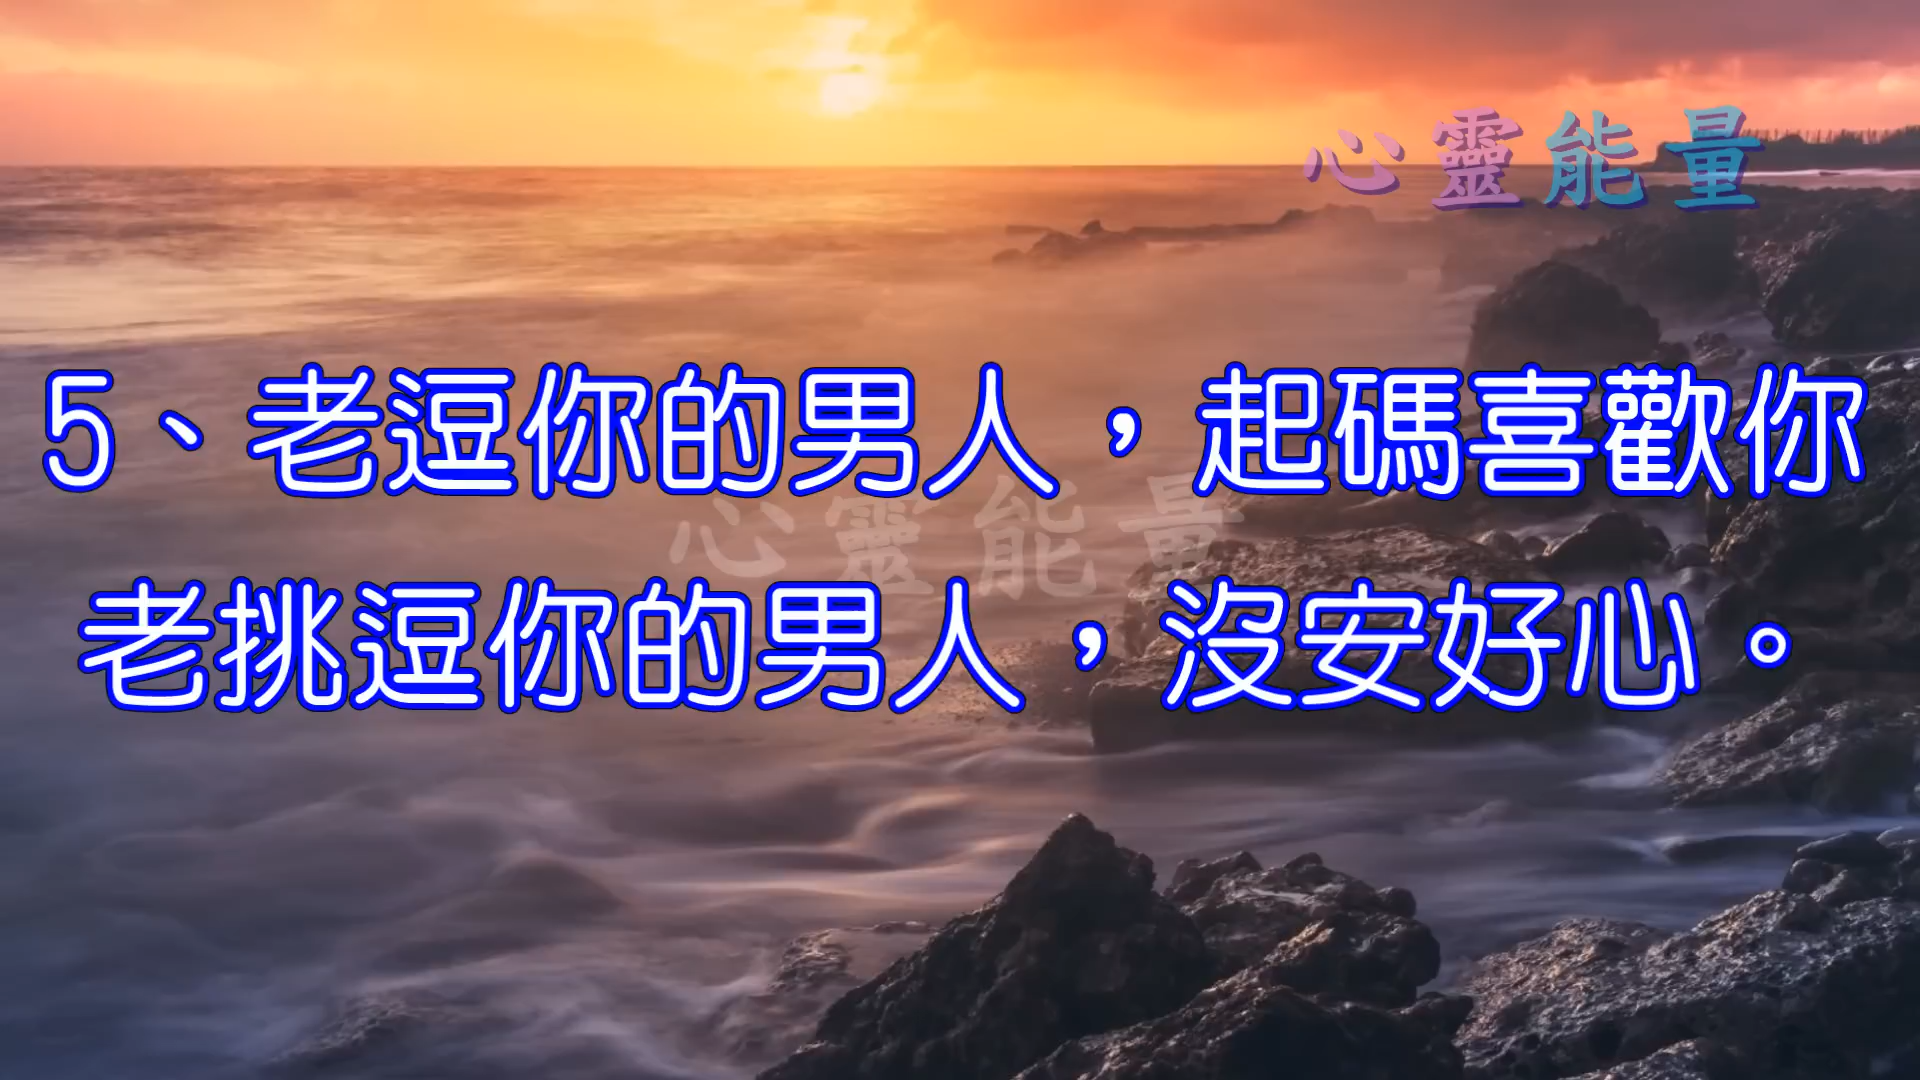 心靈能量
5、老逗你的男人，起碼喜歡你
心靈能量
老挑逗你的男人，沒安好心。